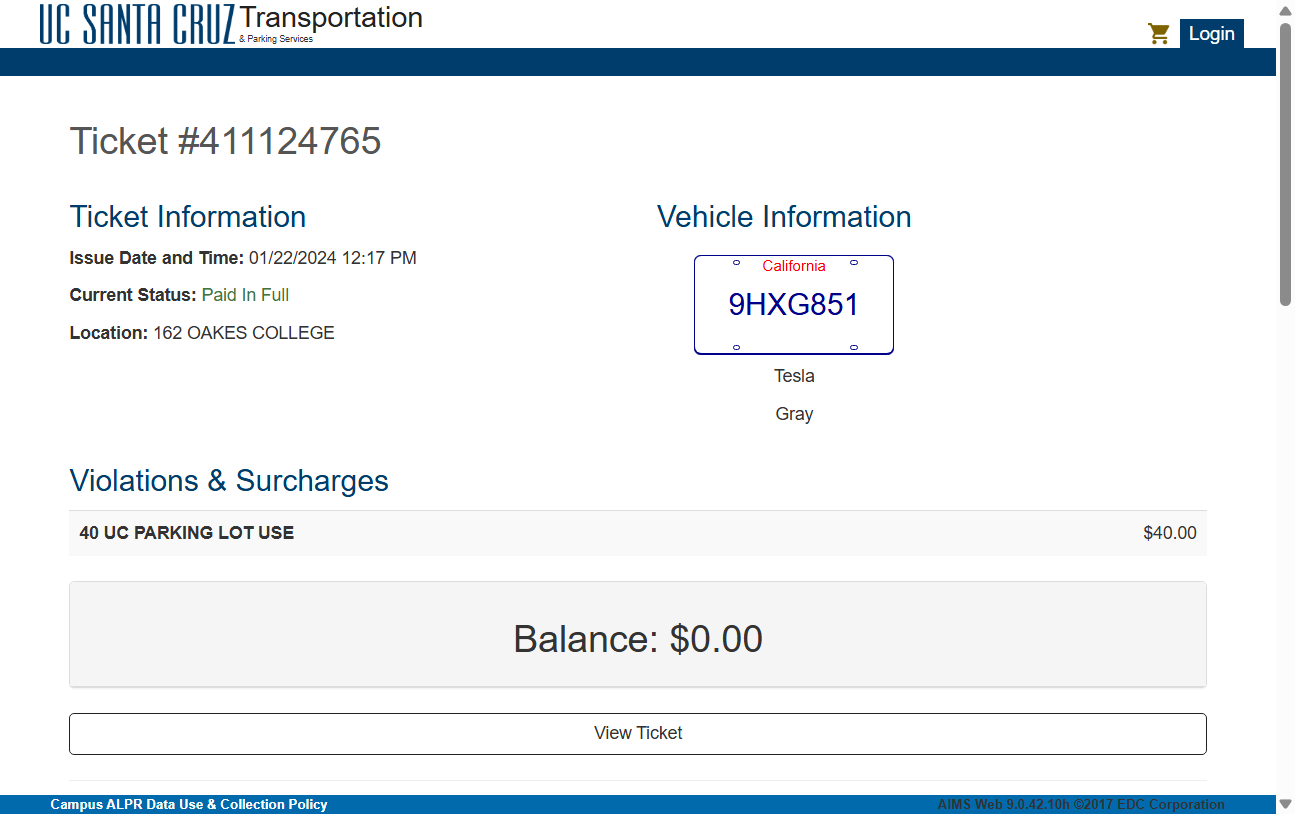 UC SANTA CRUZ Transportation
& Parking Services
Login
Ticket #411124765
Ticket Information
Issue Date and Time: 01/22/2024 12:17 PM
Current Status: Paid In Full
Location: 162 OAKES COLLEGE
Vehicle Information
California
9HXG851
Tesla
Gray
Violations & Surcharges
40 UC PARKING LOT USE $40.00
Balance: $0.00
View Ticket
Campus ALPR Data Use & Collection Policy AIMS Web 9.0.42.10h ©2017 EDC Corporation